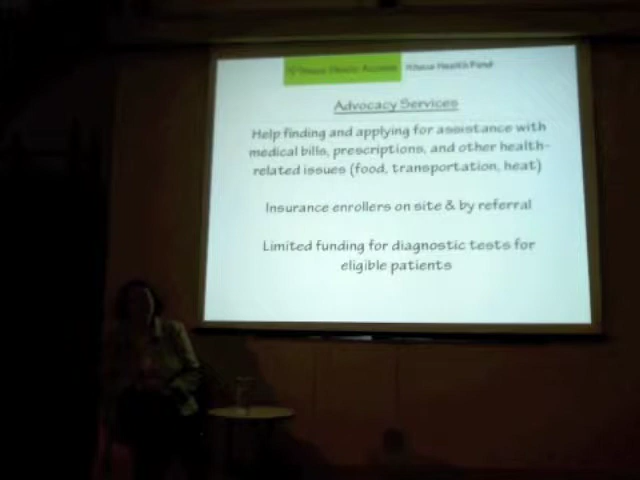 Ithaca Health Fund
Advocacy Services
Help finding and applying for assistance with
medical bills, prescriptions, and other health-
related issues (food, transportation, heat)
Insurance enrollers on site & by referral
Limited funding for diagnostic tests for
eligible patients